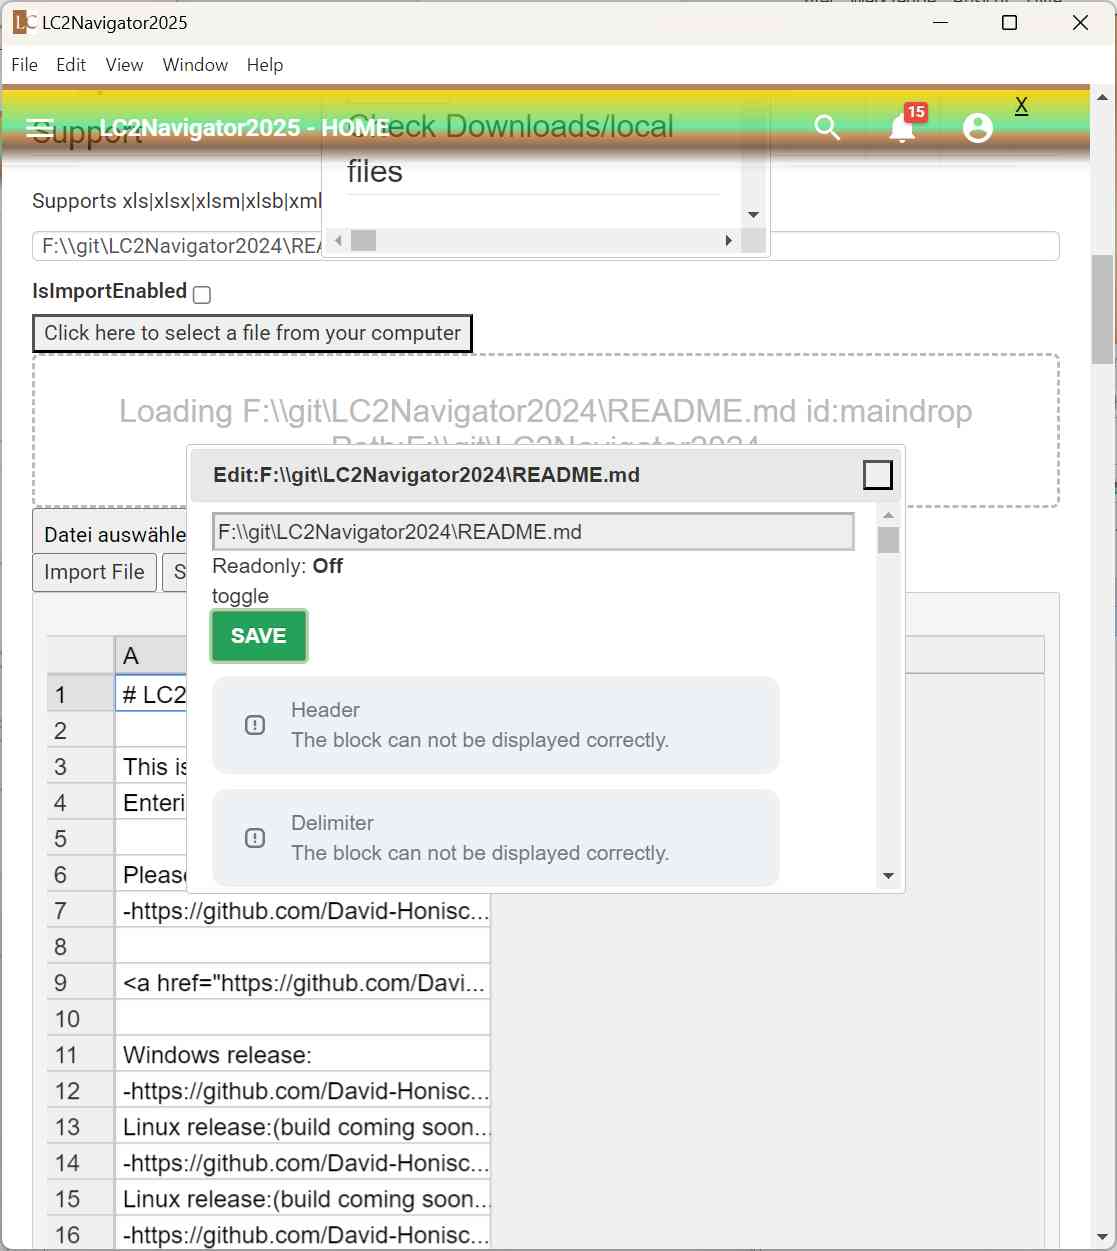 LC LC2Navigator2025
File Edit View Window Help
Support
LC2Navigator2025 - HOME
15
X
Check Downloads/local
files
Supports xls|xlsx|xlsm|xlsb|xml
F:\\git\LC2Navigator2024\REA
IsImportEnabled
Click here to select a file from your computer
Loading F:\\git\LC2Navigator2024\README.md id:maindrop
Path:F:\\git\LC2Navigator2024
Edit:F:\\git\LC2Navigator2024\README.md
F:\\git\LC2Navigator2024\README.md
Readonly: Off
toggle
SAVE
Header
The block can not be displayed correctly.
Delimiter
The block can not be displayed correctly.
Datei auswähle
Import File S
A
1 # LC2
2
3 This is
4 Enteri
5
6 Please
7 -https://github.com/David-Honisc...
8
9 <a href="https://github.com/Davi...
10
11 Windows release:
12 -https://github.com/David-Honisc...
13 Linux release:(build coming soon...
14 -https://github.com/David-Honisc...
15 Linux release:(build coming soon...
16 -https://github.com/David-Honisc...